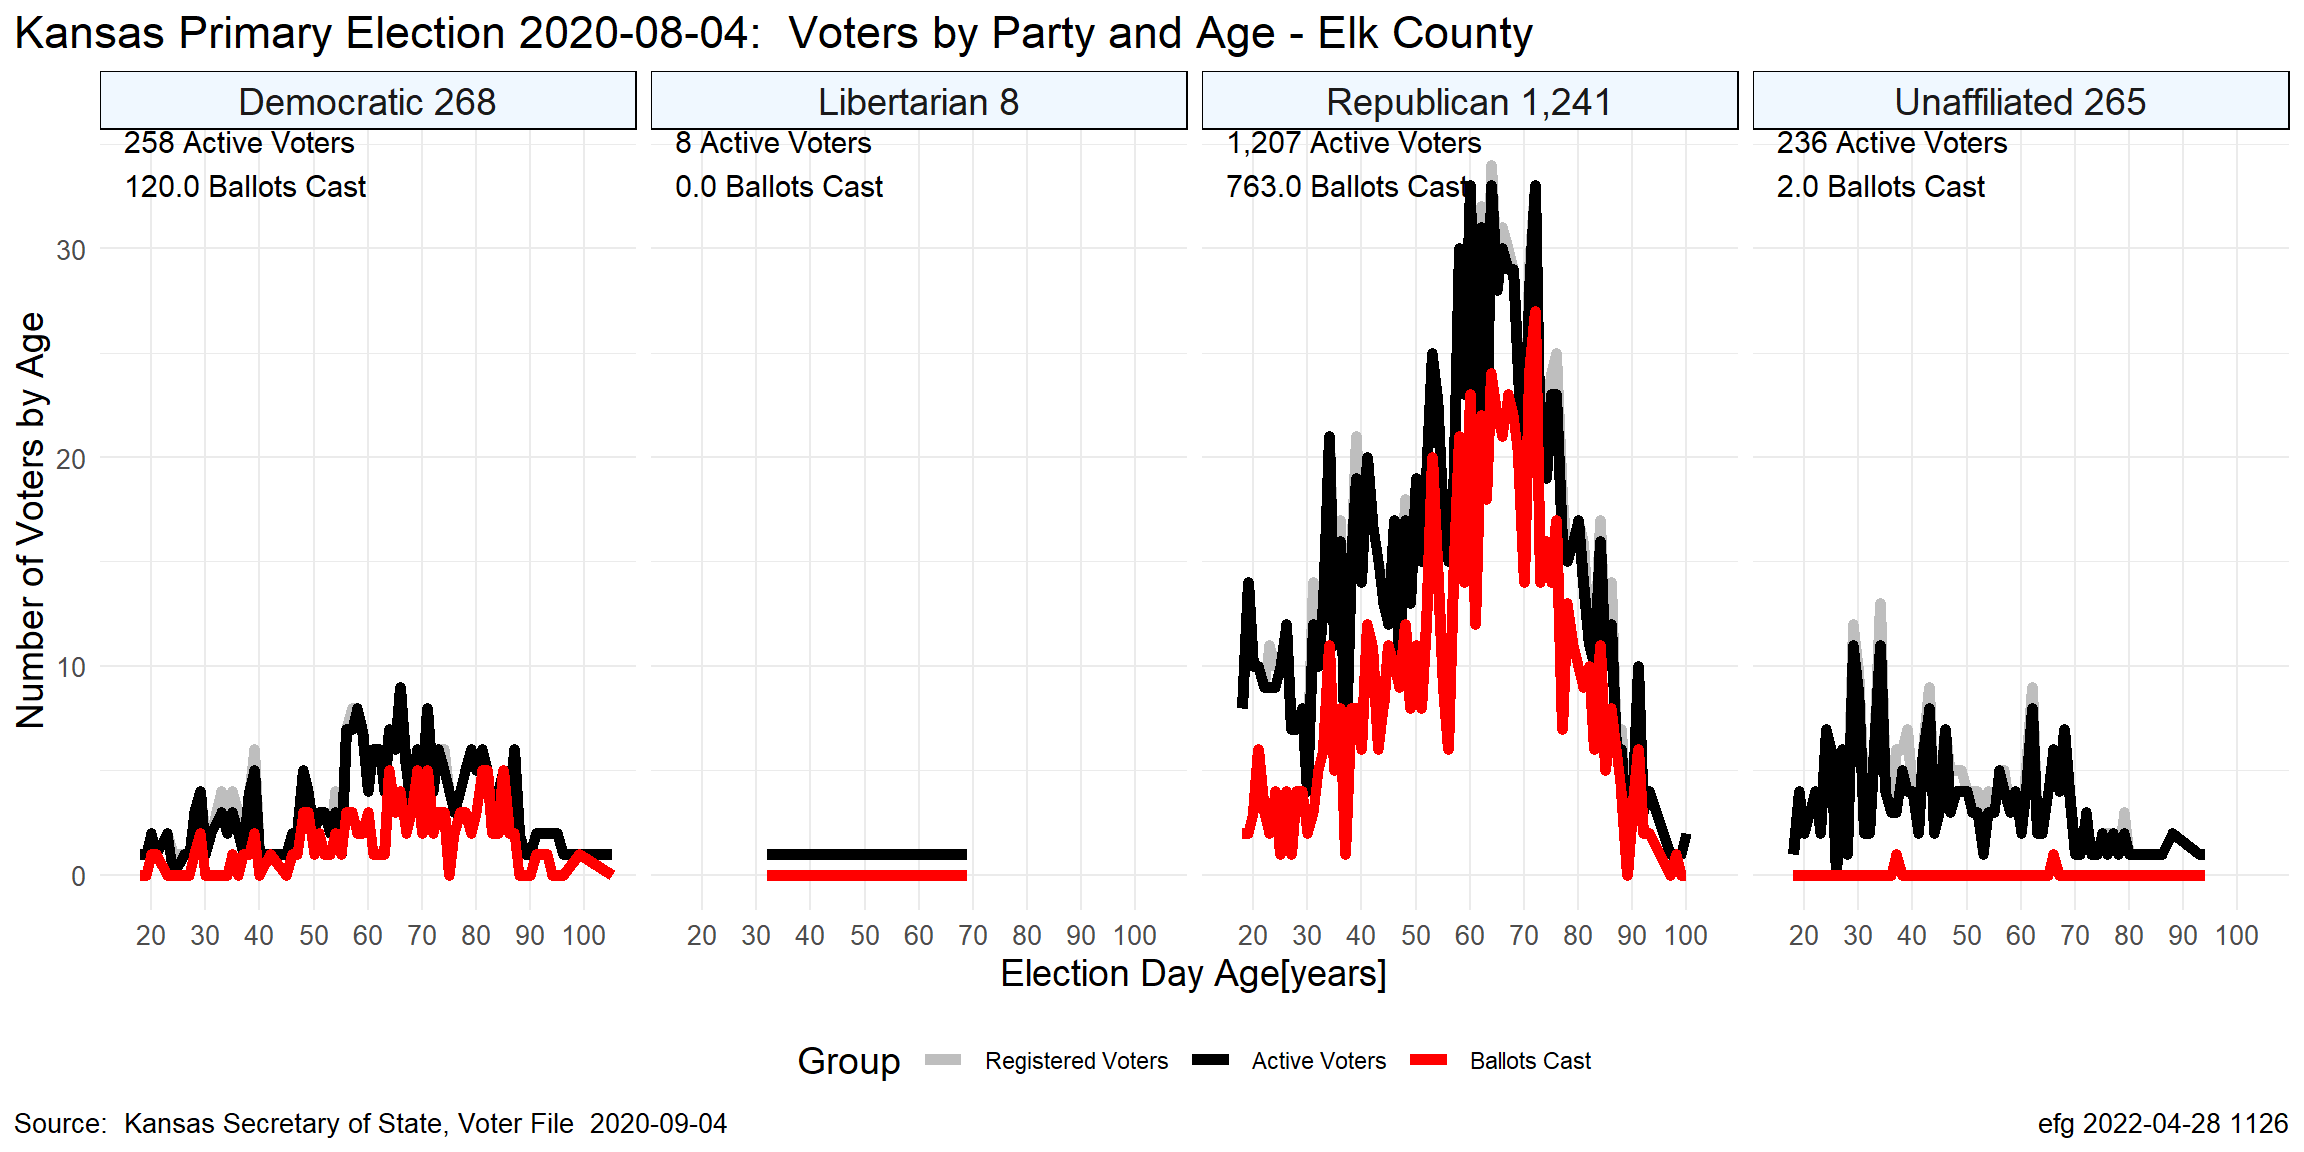 Kansas Primary Election 2020-08-04:  Voters by Party and Age - Elk County
Democratic 268
Libertarian 8
Republican 1,241
Unaffiliated 265
258 Active Voters
120.0 Ballots Cast
8 Active Voters
0.0 Ballots Cast
1,207 Active Voters
763.0 Ballots Cast
236 Active Voters
2.0 Ballots Cast
Number of Voters by Age
30
20
10
0
20 30 40 50 60 70 80 90 100
20 30 40 50 60 70 80 90 100
20 30 40 50 60 70 80 90 100
20 30 40 50 60 70 80 90 100
Election Day Age[years]
Group Registered Voters Active Voters Ballots Cast
Source:  Kansas Secretary of State, Voter File  2020-09-04
efg 2022-04-28 1126